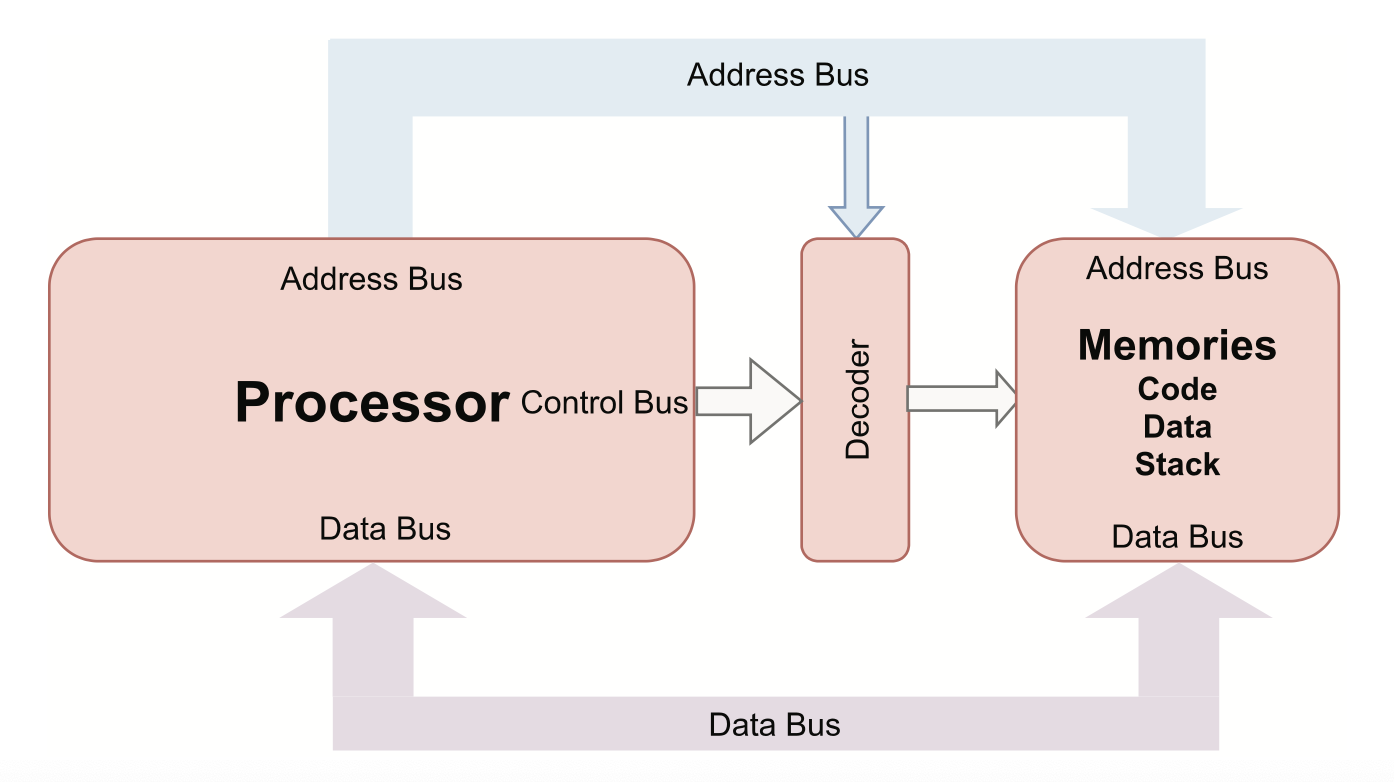 Address Bus
Address Bus
Address Bus
Processor Control Bus
Decoder
Memories
Code
Data
Stack
Data Bus
Data Bus
Data Bus